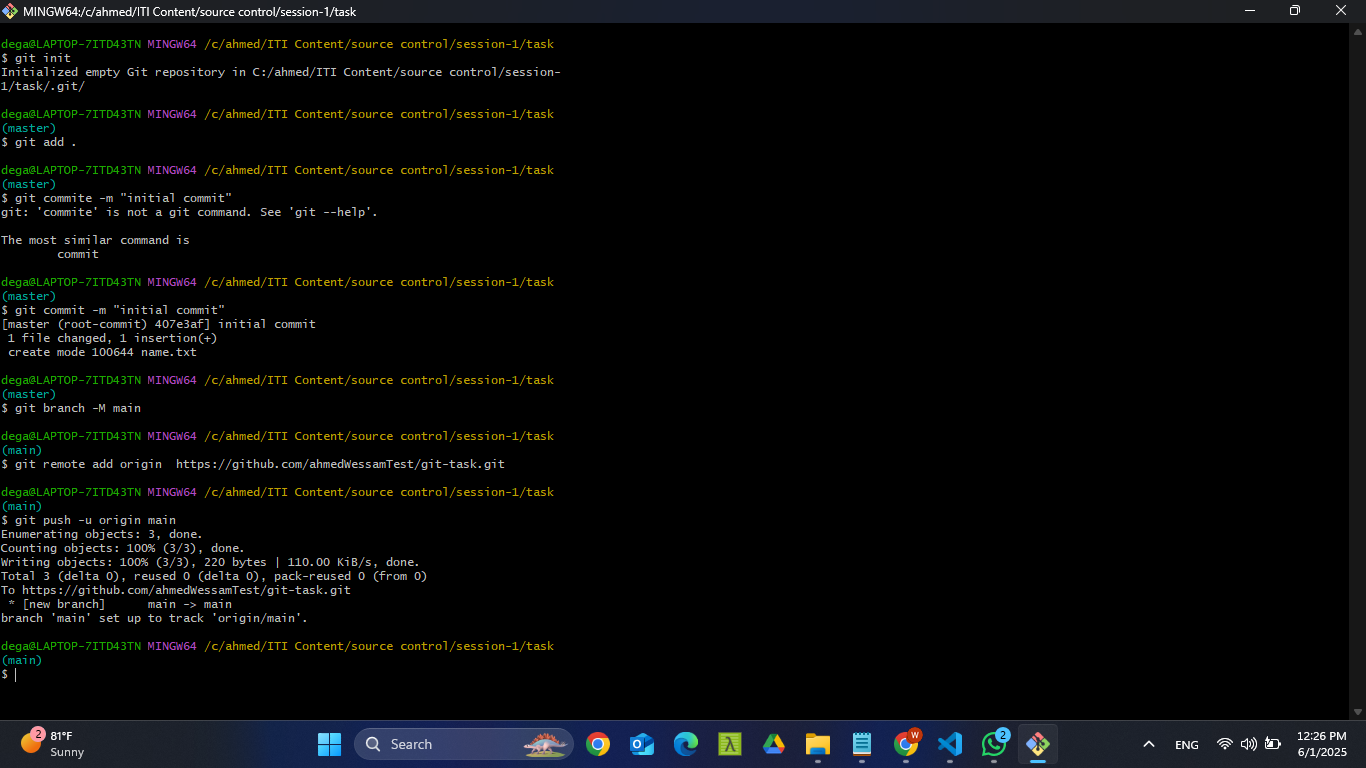 MINGW64:/c/ahmed/ITI Content/source control/session-1/task
dega@LAPTOP-7ITD43TN MINGW64 /c/ahmed/ITI Content/source control/session-1/task
$ git init
Initialized empty Git repository in C:/ahmed/ITI Content/source control/session-
1/task/.git/
dega@LAPTOP-7ITD43TN MINGW64 /c/ahmed/ITI Content/source control/session-1/task
(master)
$ git add .
dega@LAPTOP-7ITD43TN MINGW64 /c/ahmed/ITI Content/source control/session-1/task
(master)
$ git commite -m "initial commit"
git: 'commite' is not a git command. See 'git --help'.
The most similar command is
commit
dega@LAPTOP-7ITD43TN MINGW64 /c/ahmed/ITI Content/source control/session-1/task
(master)
$ git commit -m "initial commit"
[master (root-commit) 407e3af] initial commit
1 file changed, 1 insertion(+)
create mode 100644 name.txt
dega@LAPTOP-7ITD43TN MINGW64 /c/ahmed/ITI Content/source control/session-1/task
(master)
$ git branch -M main
dega@LAPTOP-7ITD43TN MINGW64 /c/ahmed/ITI Content/source control/session-1/task
(main)
$ git remote add origin  https://github.com/ahmedWessamTest/git-task.git
dega@LAPTOP-7ITD43TN MINGW64 /c/ahmed/ITI Content/source control/session-1/task
(main)
$ git push -u origin main
Enumerating objects: 3, done.
Counting objects: 100% (3/3), done.
Writing objects: 100% (3/3), 220 bytes | 110.00 KiB/s, done.
Total 3 (delta 0), reused 0 (delta 0), pack-reused 0 (from 0)
To https://github.com/ahmedWessamTest/git-task.git
* [new branch]      main -> main
branch 'main' set up to track 'origin/main'.
dega@LAPTOP-7ITD43TN MINGW64 /c/ahmed/ITI Content/source control/session-1/task
(main)
$
2
81°F
Sunny
Search
W
2
ENG
12:26 PM
6/1/2025